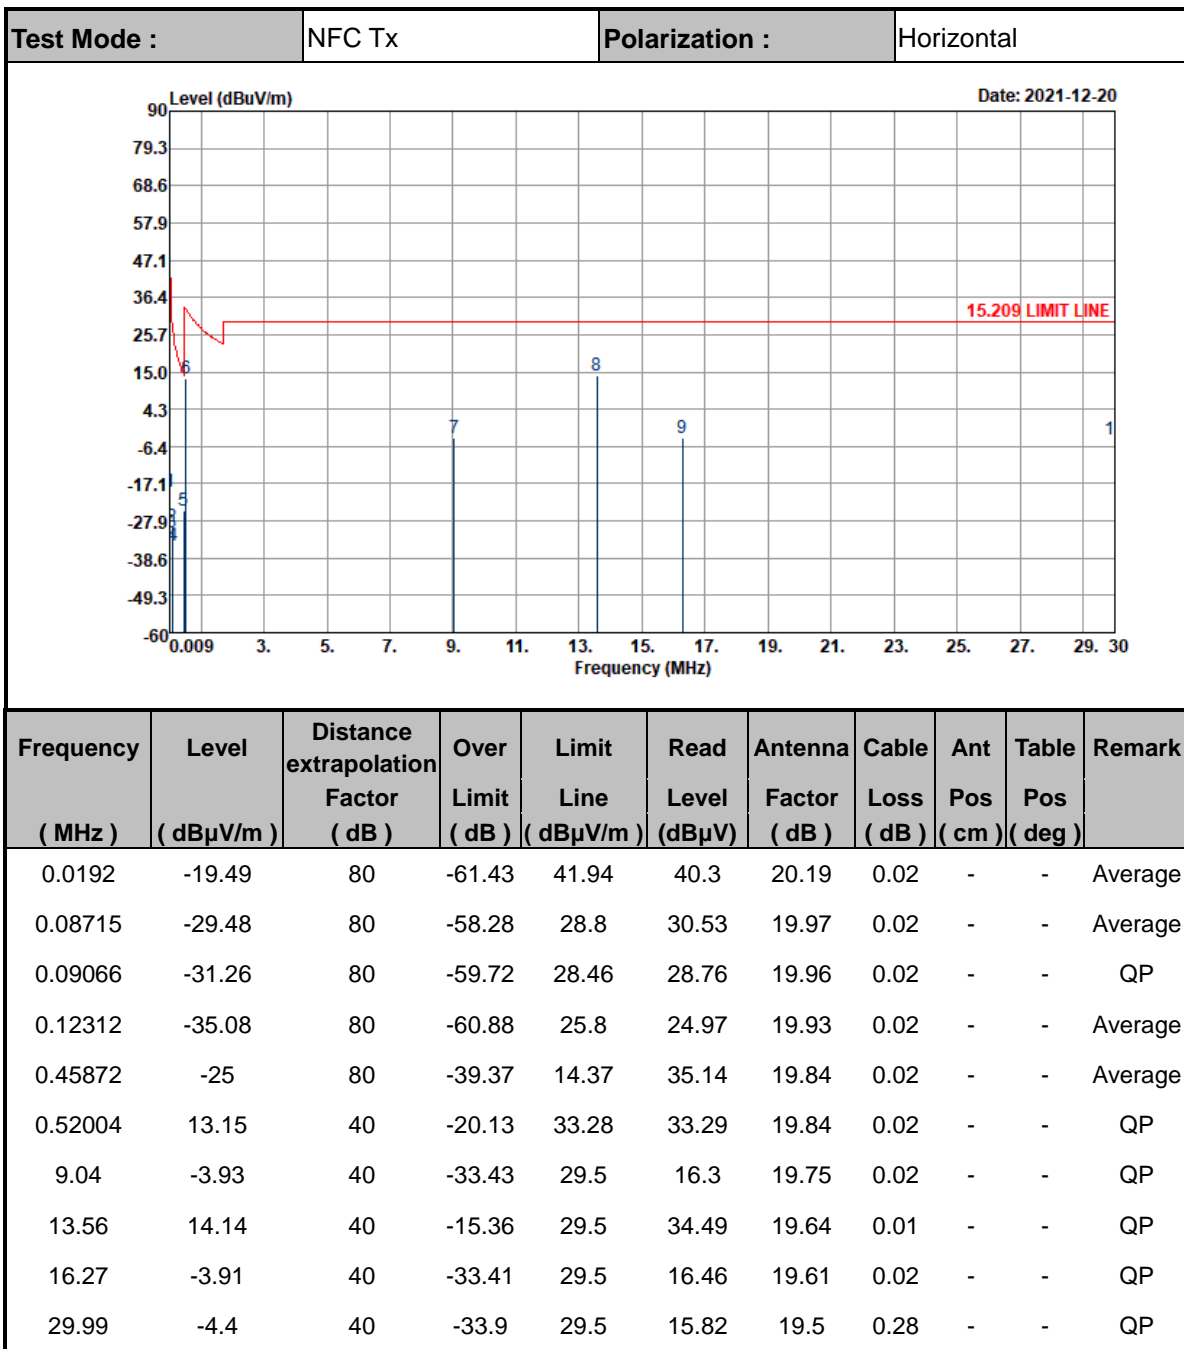 Test Mode : NFC Tx Polarization : Horizontal
Level (dBuV/m) Date: 2021-12-20
90
79.3
68.6
57.9
47.1
36.4
15.209 LIMIT LINE
25.7
15.0
6
8
4.3
7
9
1
-6.4
-17.1
5
-27.9
-38.6
-49.3
-60
0.009 3. 5. 7. 9. 11. 13. 15. 17. 19. 21. 23. 25. 27. 29. 30
Frequency (MHz)
Frequency Level Distance extrapolation Over Limit Read Antenna Cable Ant Table Remark
Factor Limit Line Level Factor Loss Pos Pos
( MHz ) ( dBµV/m ) ( dB ) ( dB ) ( dBµV/m ) (dBµV) ( dB ) ( dB ) ( cm ) ( deg )
0.0192 -19.49 80 -61.43 41.94 40.3 20.19 0.02 - - Average
0.08715 -29.48 80 -58.28 28.8 30.53 19.97 0.02 - - Average
0.09066 -31.26 80 -59.72 28.46 28.76 19.96 0.02 - - QP
0.12312 -35.08 80 -60.88 25.8 24.97 19.93 0.02 - - Average
0.45872 -25 80 -39.37 14.37 35.14 19.84 0.02 - - Average
0.52004 13.15 40 -20.13 33.28 33.29 19.84 0.02 - - QP
9.04 -3.93 40 -33.43 29.5 16.3 19.75 0.02 - - QP
13.56 14.14 40 -15.36 29.5 34.49 19.64 0.01 - - QP
16.27 -3.91 40 -33.41 29.5 16.46 19.61 0.02 - - QP
29.99 -4.4 40 -33.9 29.5 15.82 19.5 0.28 - - QP